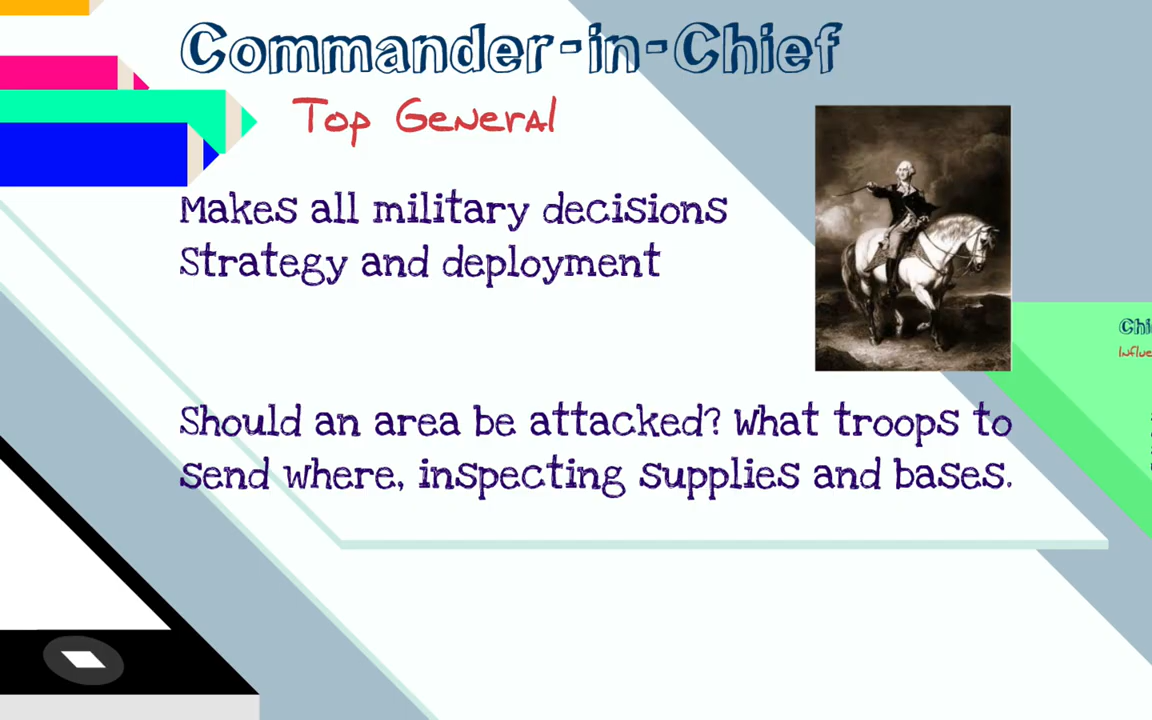 Commander-in-Chief
Top General
Makes all military decisions
Strategy and deployment
Should an area be attacked? What troops to
send where, inspecting supplies and bases.